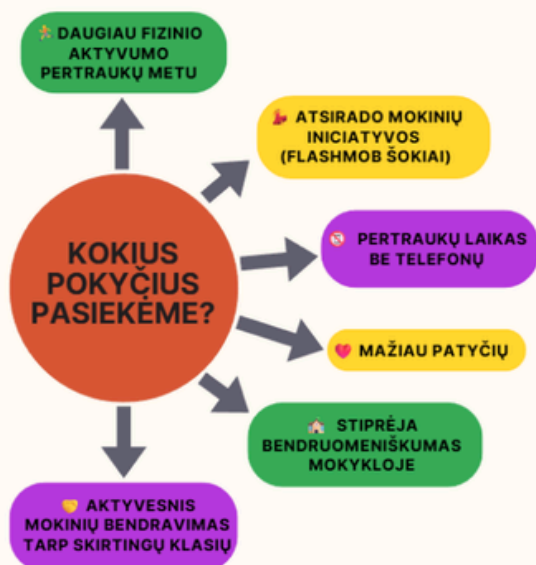 DAUGIAU FIZINIO
AKTYVUMO
PERTRAUKŲ METU
ATSIRADO MOKINIŲ
INICIATYVOS
(FLASHMOB ŠOKIAI)
KOKIUS
POKYČIUS
PASIEKĖME?
PERTRAUKŲ LAIKAS
BE TELEFONŲ
MAŽIAU PATYČIŲ
STIPRĖJA
BENDRUOMENIŠKUMAS
MOKYKLOJE
AKTYVESNIS
MOKINIŲ BENDRAVIMAS
TARP SKIRTINGŲ KLASIŲ